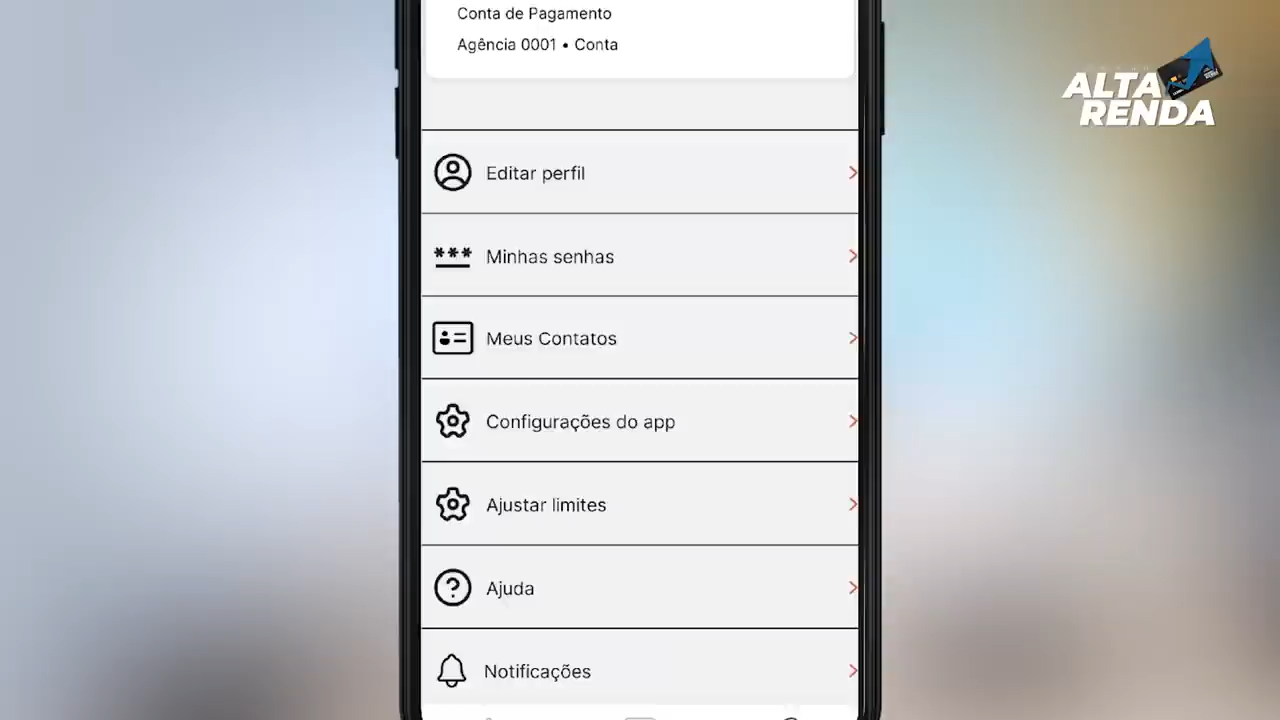 Conta de Pagamento
Agência 0001 • Conta
ALTA
RENDA
Editar perfil
Minhas senhas
Meus Contatos
Configurações do app
Ajustar limites
Ajuda
Notificações